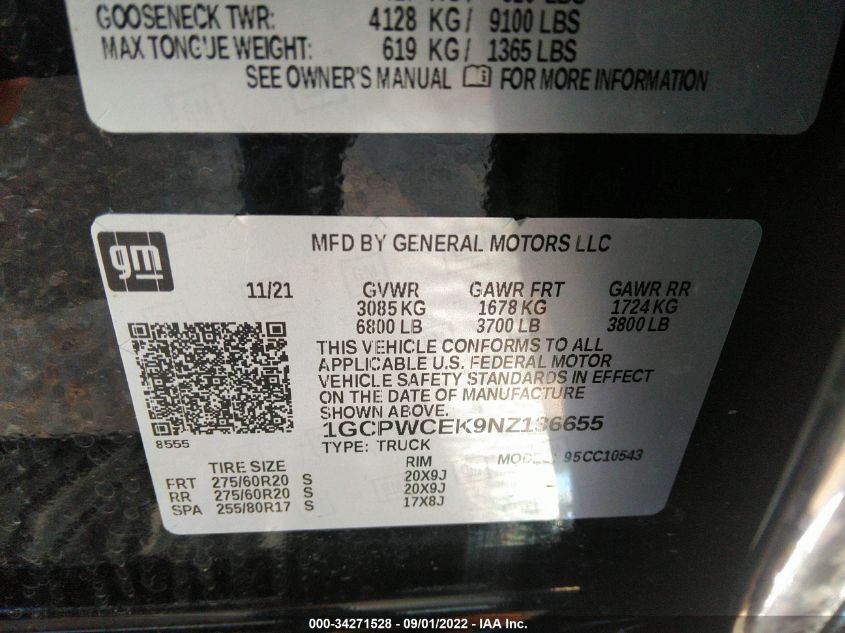 GOOSENECK TWR: 4128 KG/ 9100 LBS
MAX TONGUE WEIGHT: 619 KG/ 1365 LBS
SEE OWNER'S MANUAL FOR MORE INFORMATION
gm
MFD BY GENERAL MOTORS LLC
11/21 GVWR GAWR FRT GAWR RR
3085 KG 1678 KG 1724 KG
6800 LB 3700 LB 3800 LB
THIS VEHICLE CONFORMS TO ALL
APPLICABLE U.S. FEDERAL MOTOR
VEHICLE SAFETY STANDARDS IN EFFECT
ON THE DATE OF MANUFACTURE
SHOWN ABOVE.
8555
1GCPWCEK9NZ136655
TYPE: TRUCK MODEL: 95CC10543
TIRE SIZE RIM
FRT 275/60R20 S 20X9J
RR 275/60R20 S 20X9J
SPA 255/80R17 S 17X8J
000-34271528 - 09/01/2022 - IAA Inc.